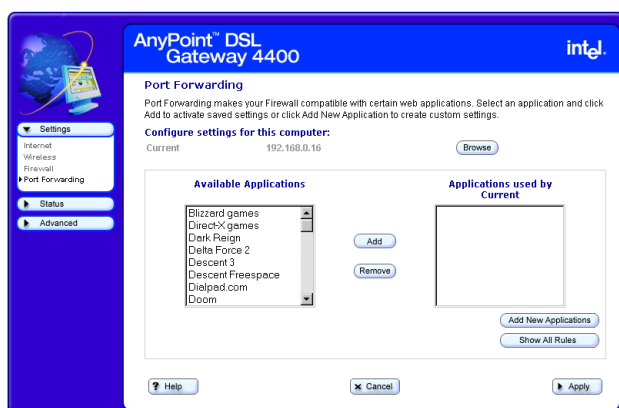 AnyPoint™ DSL
Gateway 4400
intel.
Port Forwarding
Port Forwarding makes your Firewall compatible with certain web applications. Select an application and click
Add to activate saved settings or click Add New Application to create custom settings.
Configure settings for this computer:
Current 192.168.0.16 Browse
Settings
Internet
Wireless
Firewall
Port Forwarding
Status
Advanced
Available Applications
Blizzard games
Direct-X games
Dark Reign
Delta Force 2
Descent 3
Descent Freespace
Dialpad.com
Doom
Add
Remove
Applications used by
Current
Add New Applications
Show All Rules
? Help
x Cancel
Apply